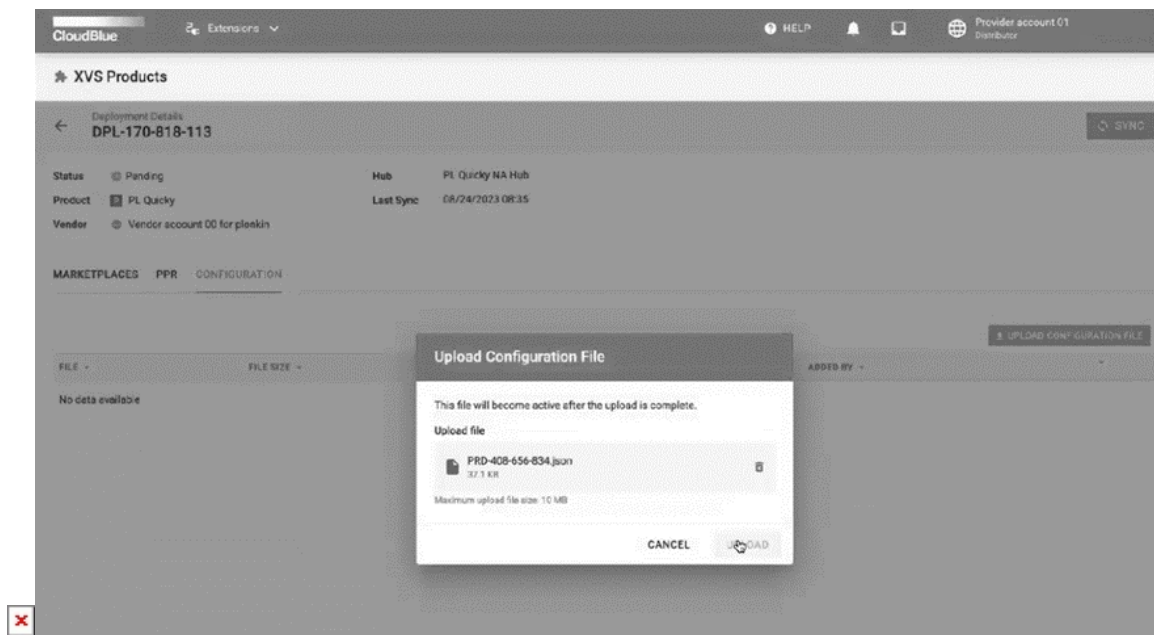 CloudBlue
Extensions
HELP
Provider account 01
Distributor
XVS Products
Deployment Details
DPL-170-818-113
SYNC
Status Pending Hub PL Quicky NA Hub
Product PL Quicky Last Sync 08/24/2023 08:35
Vendor Vendor account 00 for plenkin
MARKETPLACES PPR CONFIGURATION
UPLOAD CONFIGURATION FILE
FILE FILE SIZE ADDED BY
No data available
Upload Configuration File
This file will become active after the upload is complete.
Upload file
PRD-408-656-834.json
37.1 KB
Maximum upload file size: 10 MB
CANCEL UPLOAD